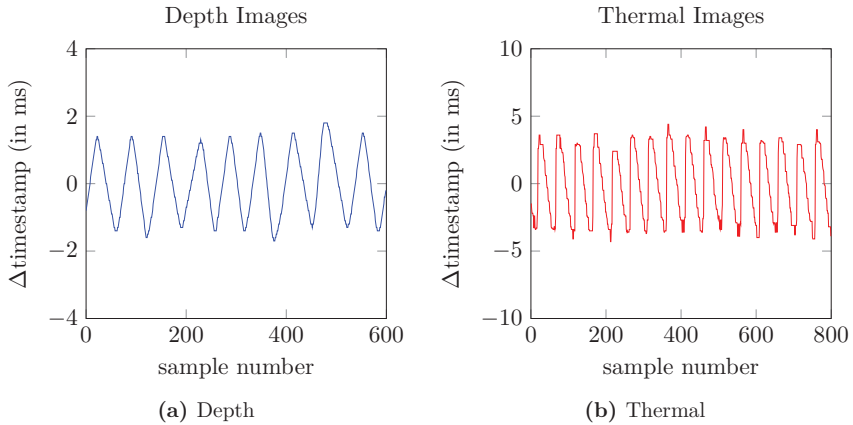 Depth Images
4
2
0
−2
−4
0
200
400
600
Δtimestamp (in ms)
sample number
(a) Depth
Thermal Images
10
5
0
−5
−10
0
200
400
600
800
Δtimestamp (in ms)
sample number
(b) Thermal